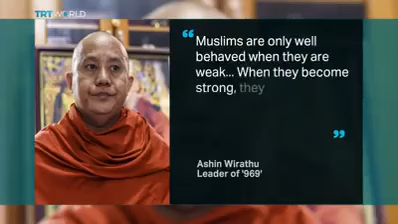 TRT WORLD
“Muslims are only well
behaved when they are
weak... When they become
strong, they
”
Ashin Wirathu
Leader of '969'